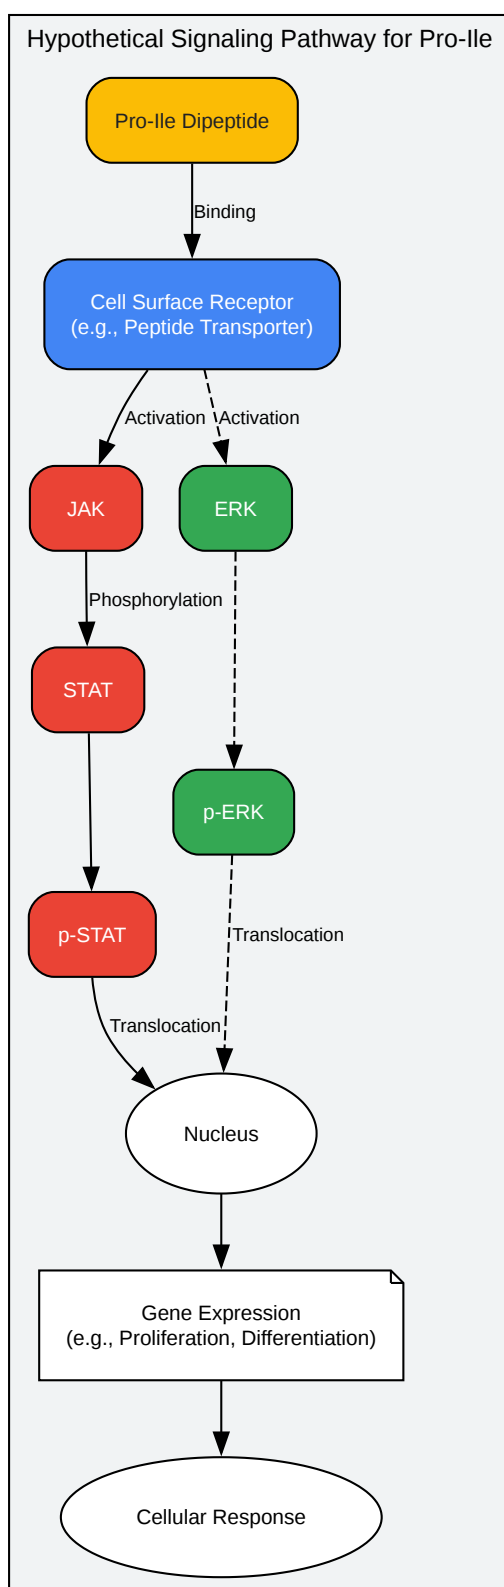 Hypothetical Signaling Pathway for Pro-Ile
Pro-Ile Dipeptide
Binding
Cell Surface Receptor
(e.g., Peptide Transporter)
Activation
Activation
JAK
ERK
Phosphorylation
STAT
p-ERK
p-STAT
Translocation
Translocation
Nucleus
Gene Expression
(e.g., Proliferation, Differentiation)
Cellular Response